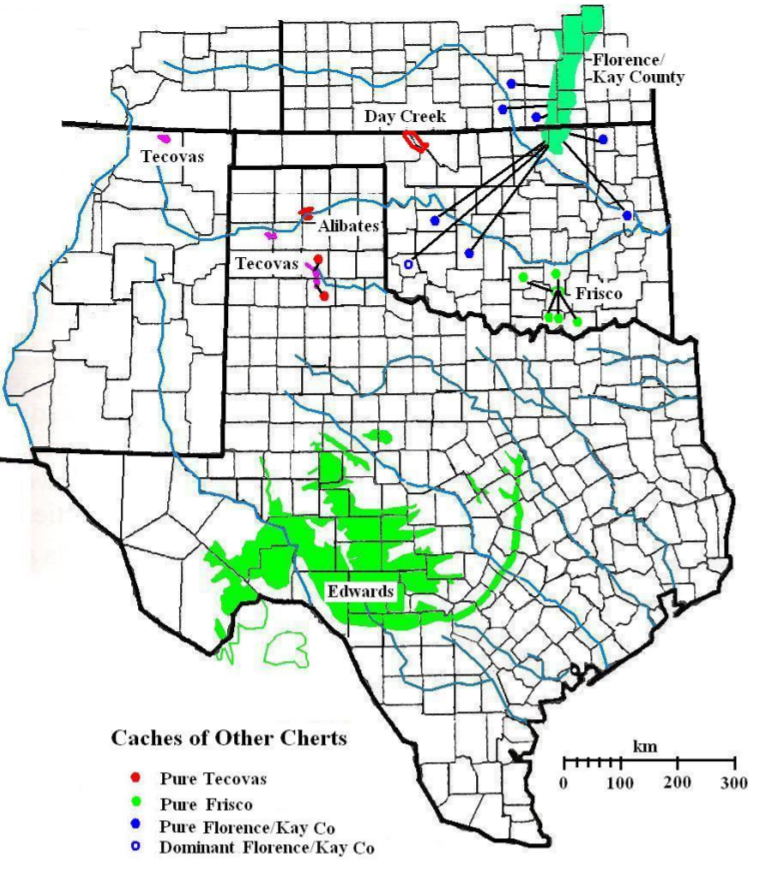 Florence/
Kay County
Day Creek
Tecovas
Alibates
Tecovas
Frisco
Edwards
Caches of Other Cherts
Pure Tecovas
Pure Frisco
Pure Florence/Kay Co
Dominant Florence/Kay Co
km
0 100 200 300